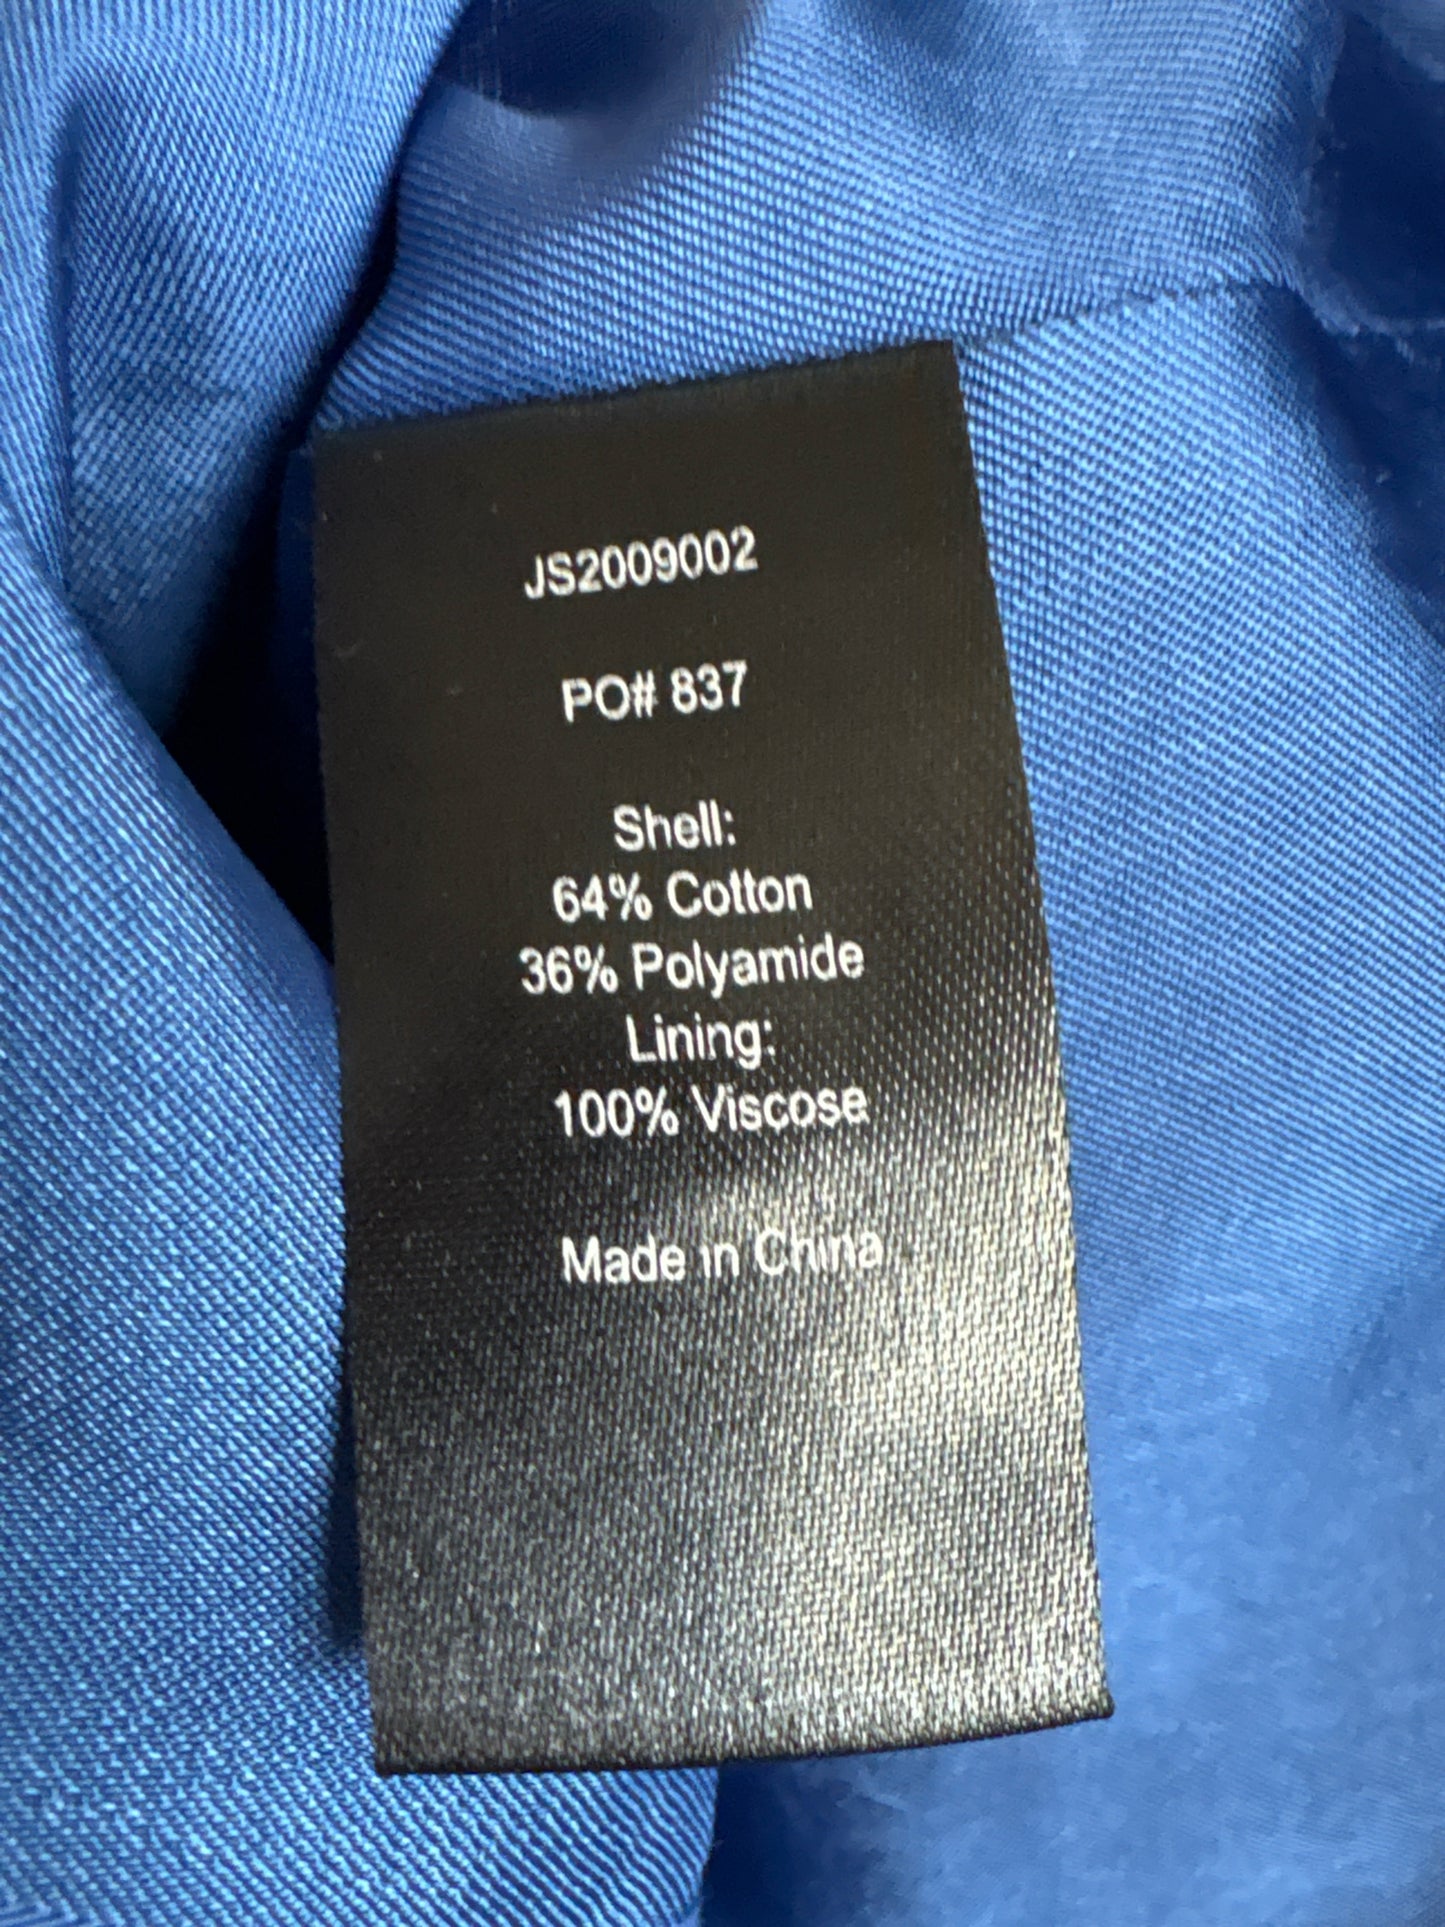 JS2009002
PO# 837
Shell:
64% Cotton
36% Polyamide
Lining:
100% Viscose
Made in China